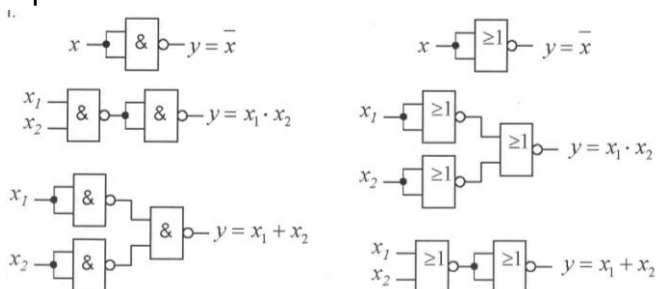 1.
x & y = x̅
x₁ x₂ & & y = x₁ · x₂
x₁ & x₂ & & y = x₁ + x₂
x ≥1 y = x̅
x₁ ≥1 x₂ ≥1 ≥1 y = x₁ · x₂
x₁ x₂ ≥1 ≥1 y = x₁ + x₂